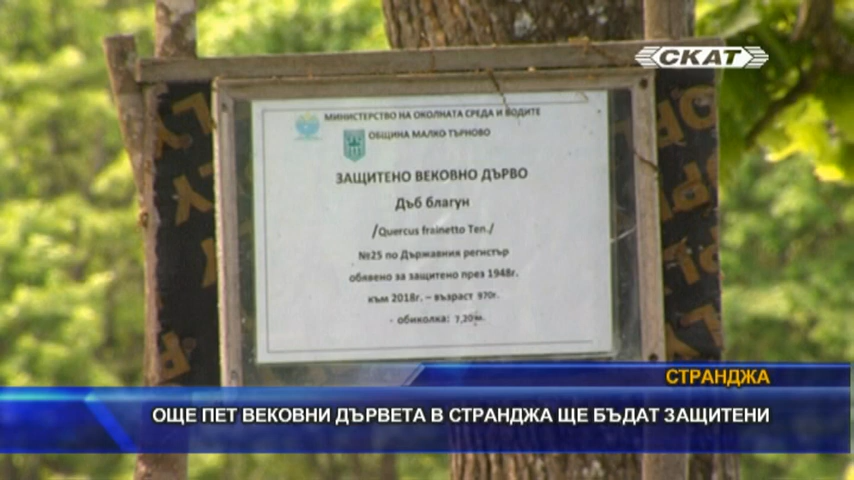 СКАТ
МИНИСТЕРСТВО НА ОКОЛНАТА СРЕДА И ВОДИТЕ
ОБЩИНА МАЛКО ТЪРНОВО
ЗАЩИТЕНО ВЕКОВНО ДЪРВО
Дъб благун
/Quercus frainetto Ten./
№25 по Държавния регистър
обявено за защитено през 1948г.
към 2018г. – възраст 970г.
- обиколка: 7,20 м.
СТРАНДЖА
ОЩЕ ПЕТ ВЕКОВНИ ДЪРВЕТА В СТРАНДЖА ЩЕ БЪДАТ ЗАЩИТЕНИ